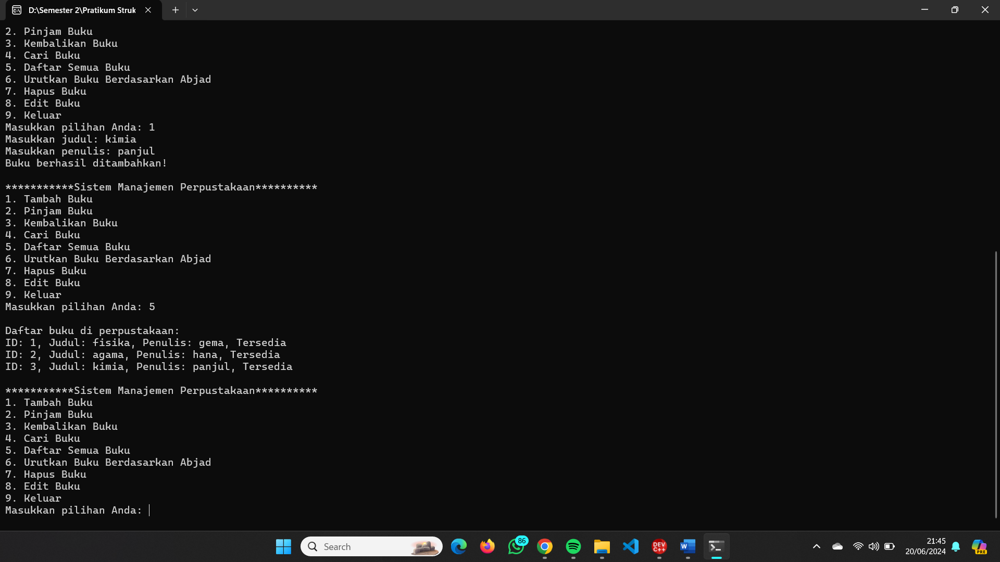 D:\Semester 2\Pratikum Struk
2. Pinjam Buku
3. Kembalikan Buku
4. Cari Buku
5. Daftar Semua Buku
6. Urutkan Buku Berdasarkan Abjad
7. Hapus Buku
8. Edit Buku
9. Keluar
Masukkan pilihan Anda: 1
Masukkan judul: kimia
Masukkan penulis: panjul
Buku berhasil ditambahkan!
***********Sistem Manajemen Perpustakaan**********
1. Tambah Buku
2. Pinjam Buku
3. Kembalikan Buku
4. Cari Buku
5. Daftar Semua Buku
6. Urutkan Buku Berdasarkan Abjad
7. Hapus Buku
8. Edit Buku
9. Keluar
Masukkan pilihan Anda: 5
Daftar buku di perpustakaan:
ID: 1, Judul: fisika, Penulis: gema, Tersedia
ID: 2, Judul: agama, Penulis: hana, Tersedia
ID: 3, Judul: kimia, Penulis: panjul, Tersedia
***********Sistem Manajemen Perpustakaan**********
1. Tambah Buku
2. Pinjam Buku
3. Kembalikan Buku
4. Cari Buku
5. Daftar Semua Buku
6. Urutkan Buku Berdasarkan Abjad
7. Hapus Buku
8. Edit Buku
9. Keluar
Masukkan pilihan Anda:
Search
86
DEV C++
W
21:45
20/06/2024
PRE